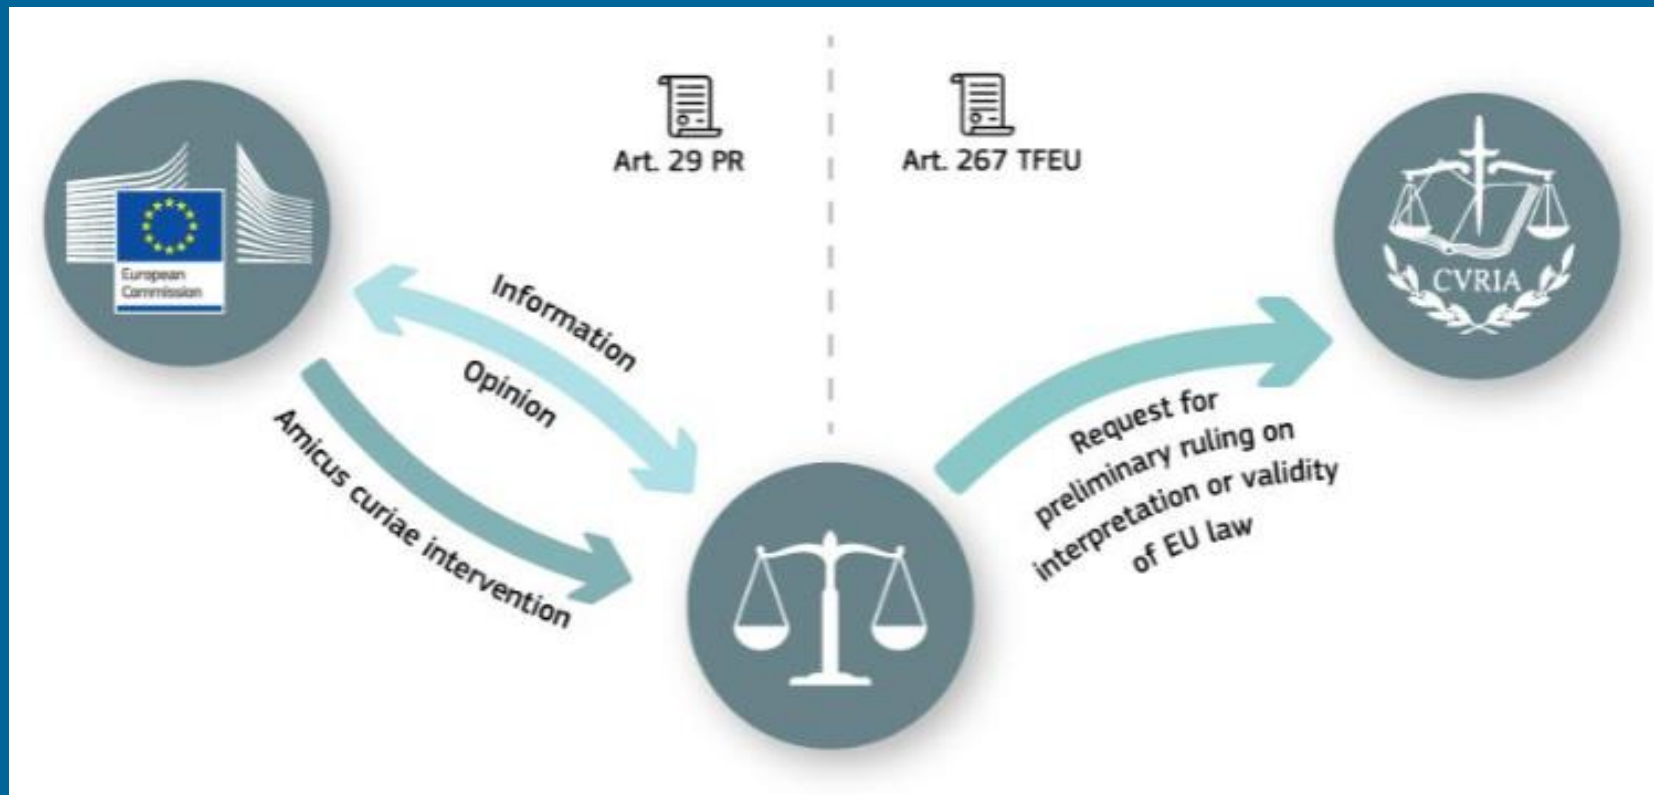 Art. 29 PR
Art. 267 TFEU
European
Commission
CVRIA
Information
Opinion
Amicus curiae intervention
Request for
preliminary ruling on
interpretation or validity
of EU law